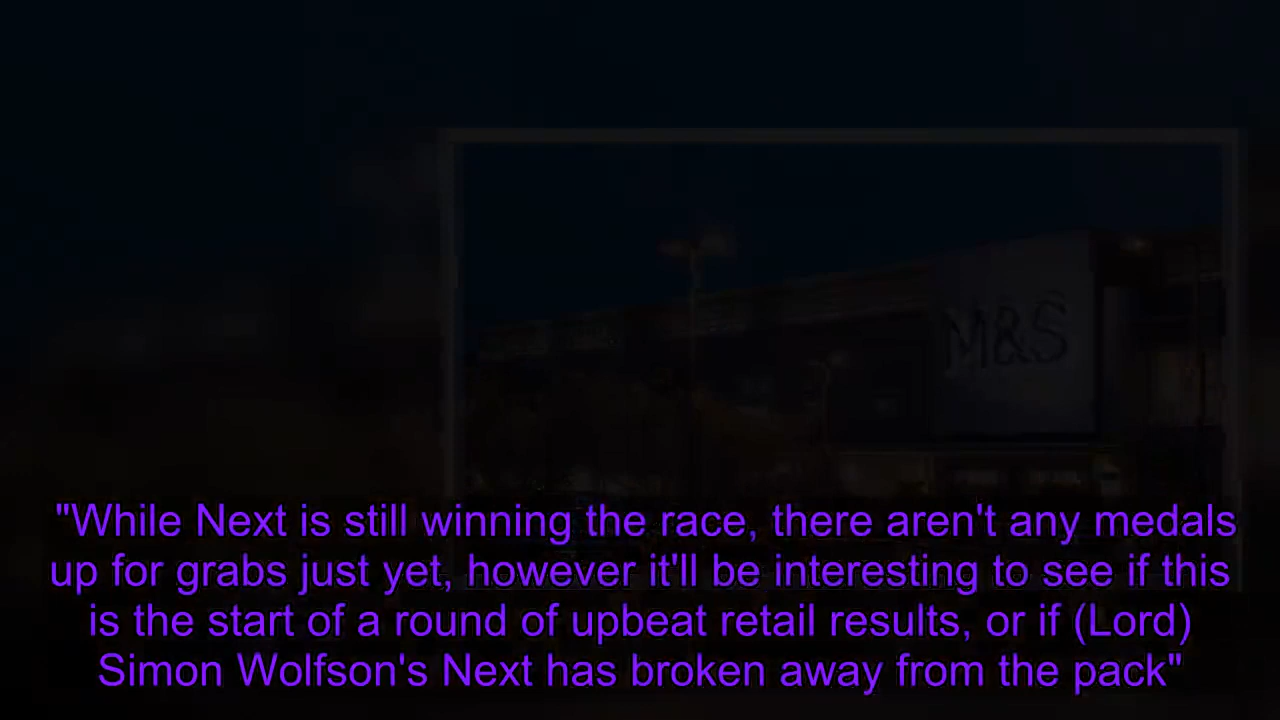 M&S
"While Next is still winning the race, there aren't any medals
up for grabs just yet, however it'll be interesting to see if this
is the start of a round of upbeat retail results, or if (Lord)
Simon Wolfson's Next has broken away from the pack"